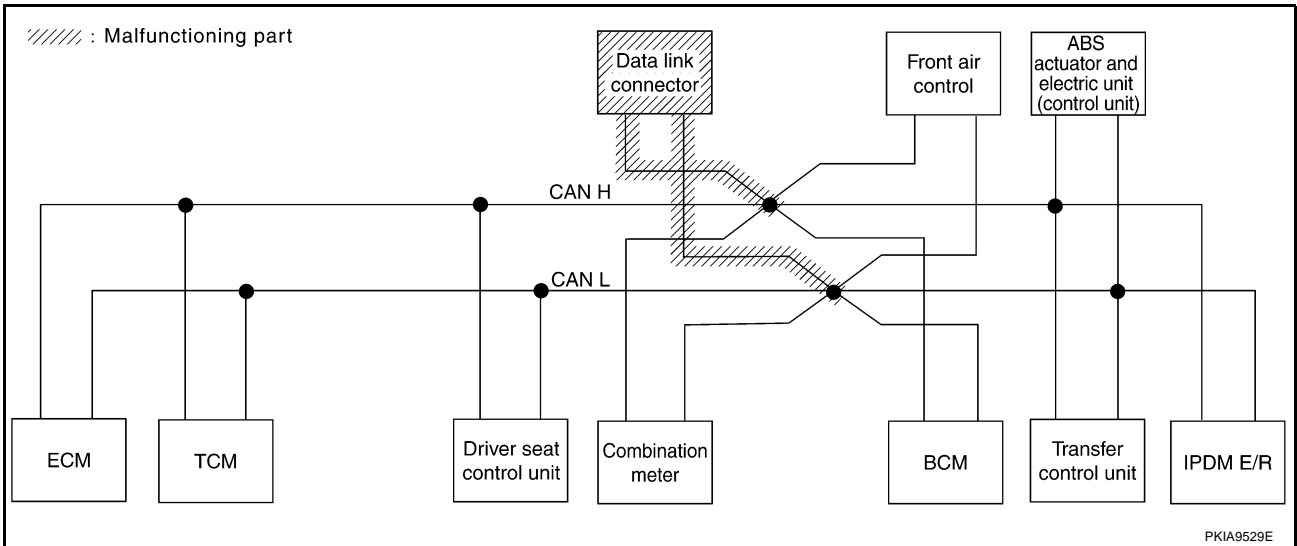 : Malfunctioning part
Data link
connector
Front air
control
ABS
actuator and
electric unit
(control unit)
CAN H
CAN L
ECM
TCM
Driver seat
control unit
Combination
meter
BCM
Transfer
control unit
IPDM E/R
PKIA9529E